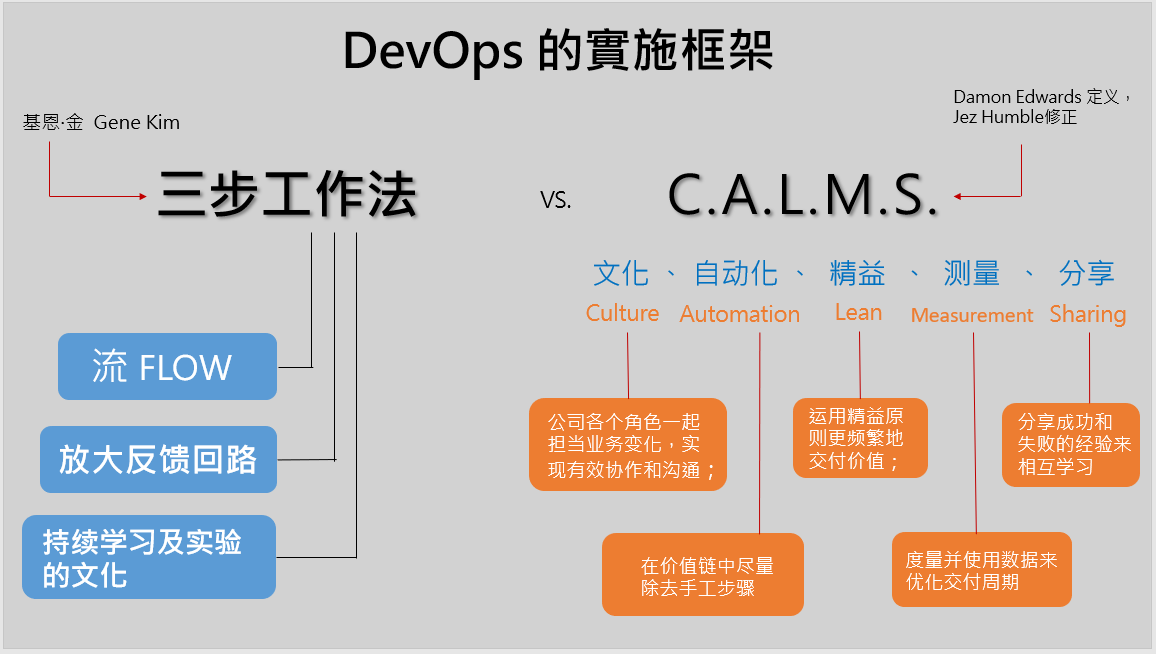 DevOps 的實施框架
基恩·金 Gene Kim
Damon Edwards 定义，
Jez Humble修正
三步工作法
VS.
C.A.L.M.S.
文化、自动化、精益、测量、分享
Culture Automation Lean Measurement Sharing
流 FLOW
放大反馈回路
持续学习及实验
的文化
公司各个角色一起
担当业务变化，实
现有效协作和沟通；
运用精益原
则更频繁地
交付价值；
分享成功和
失败的经验来
相互学习
在价值链中尽量
除去手工步骤
度量并使用数据来
优化交付周期